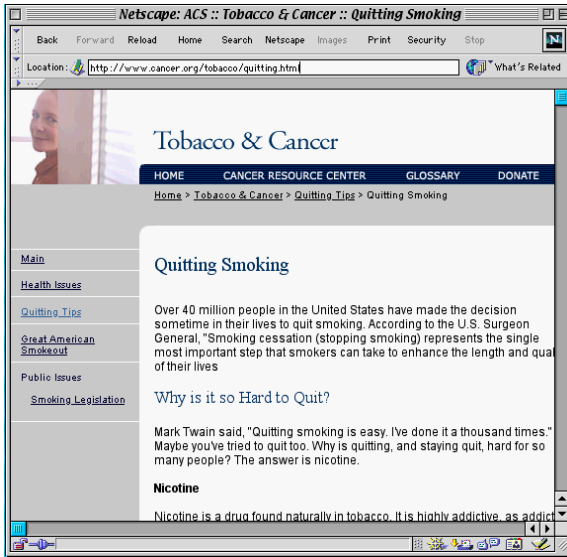 Netscape: ACS :: Tobacco & Cancer :: Quitting Smoking
Back Forward Reload Home Search Netscape Images Print Security Stop
N
Location: http://www.cancer.org/tobacco/quitting.html What's Related
Tobacco & Cancer
HOME CANCER RESOURCE CENTER GLOSSARY DONATE
Home > Tobacco & Cancer > Quitting Tips > Quitting Smoking
Main
Health Issues
Quitting Tips
Great American
Smokeout
Public Issues
Smoking Legislation
Quitting Smoking
Over 40 million people in the United States have made the decision
sometime in their lives to quit smoking. According to the U.S. Surgeon
General, "Smoking cessation (stopping smoking) represents the single
most important step that smokers can take to enhance the length and qual
of their lives
Why is it so Hard to Quit?
Mark Twain said, "Quitting smoking is easy. I've done it a thousand times."
Maybe you've tried to quit too. Why is quitting, and staying quit, hard for so
many people? The answer is nicotine.
Nicotine
Nicotine is a drug found naturally in tobacco. It is highly addictive, as addict